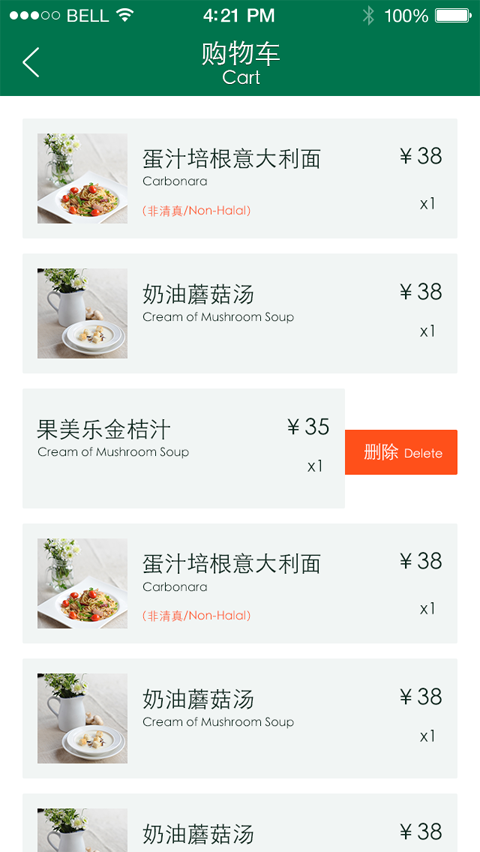 BELL 4:21 PM 100%
购物车
Cart
蛋汁培根意大利面 ¥38
Carbonara
(非清真/Non-Halal) x1
奶油蘑菇汤 ¥38
Cream of Mushroom Soup
x1
果美乐金桔汁 ¥35
Cream of Mushroom Soup
x1
删除 Delete
蛋汁培根意大利面 ¥38
Carbonara
(非清真/Non-Halal) x1
奶油蘑菇汤 ¥38
Cream of Mushroom Soup
x1
奶油蘑菇汤 ¥38